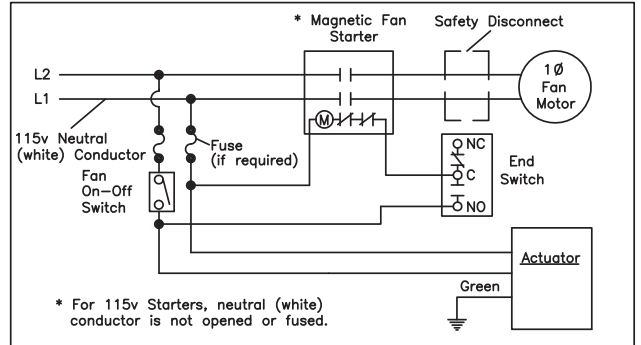 * Magnetic Fan
Starter
Safety Disconnect
L2
L1
1Ø
Fan
Motor
M
115v Neutral
(white) Conductor
Fuse
(if required)
NC
C
NO
End
Switch
Fan
On-Off
Switch
Actuator
Green
* For 115v Starters, neutral (white)
conductor is not opened or fused.